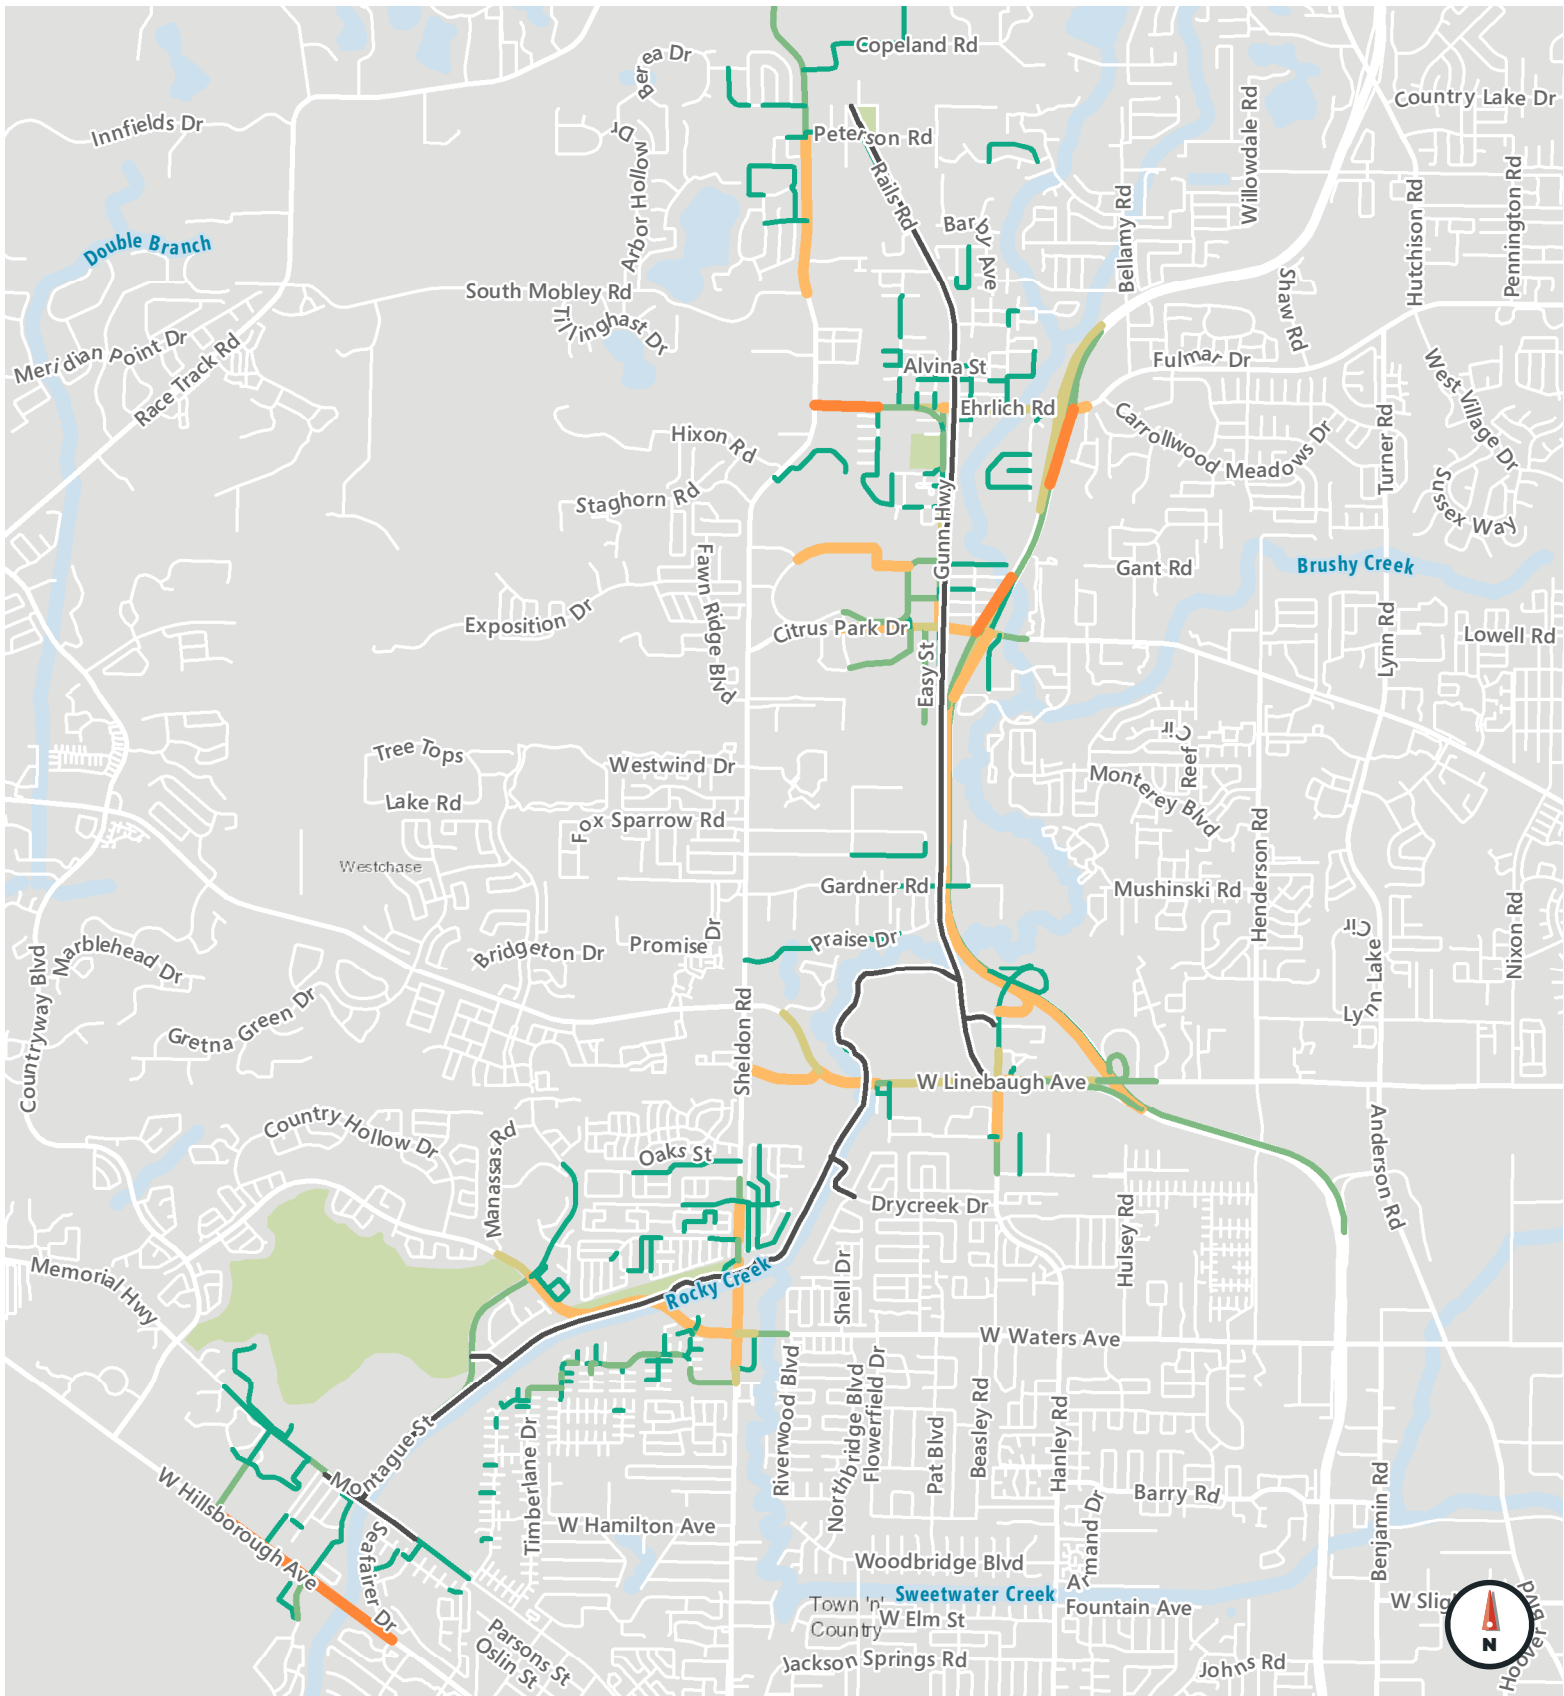 Copeland Rd
Berea Dr
Country Lake Dr
Innfields Dr
Peterson Rd
Arbor Hollow Dr
Willowdale Rd
Rails Rd
Pennington Rd
Hutchison Rd
Bellamy Rd
Barby Ave
Double Branch
South Mobley Rd
Tillinghast Dr
Shaw Rd
Meridian Point Dr
Race Track Rd
Alvina St
Fulmar Dr
West Village Dr
Ehrlich Rd
Carrollwood Meadows Dr
Turner Rd
Hixon Rd
Staghorn Rd
Sussex Way
Gunn Hwy
Fawn Ridge Blvd
Gant Rd
Brushy Creek
Exposition Dr
Citrus Park Dr
Lynn Rd
Lowell Rd
Easy St
Tree Tops
Westwind Dr
Reef Cir
Monterey Blvd
Lake Rd
Fox Sparrow Rd
Westchase
Henderson Rd
Gardner Rd
Mushinski Rd
Marblehead Dr
Bridgeton Dr
Promise Dr
Praise Dr
Nixon Rd
Lynn Lake Cir
Countryway Blvd
Gretna Green Dr
Sheldon Rd
W Linebaugh Ave
Country Hollow Dr
Manassas Rd
Oaks St
Anderson Rd
Drycreek Dr
Hulsey Rd
Memorial Hwy
Rocky Creek
Shell Dr
W Waters Ave
Riverwood Blvd
Northbridge Blvd
Flowerfield Dr
Beasley Rd
Pat Blvd
Hanley Rd
Montague St
Timberlane Dr
W Hillsborough Ave
Benjamin Rd
Barry Rd
Armand Dr
W Hamilton Ave
Seafairer Dr
Woodbridge Blvd
Sweetwater Creek
Town 'n'
Country
W Elm St
Fountain Ave
W Slig
Hoover Blvd
N
Parsons St
Oslin St
Jackson Springs Rd
Johns Rd